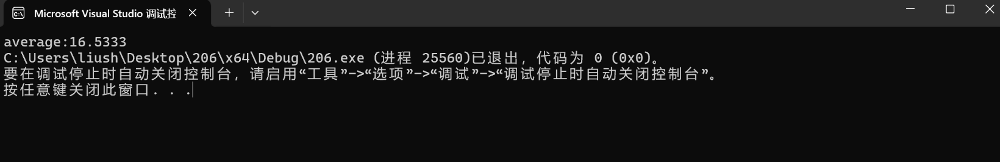 Microsoft Visual Studio 调试控
average:16.5333
C:\Users\liush\Desktop\206\x64\Debug\206.exe (进程 25560)已退出，代码为 0 (0x0)。
要在调试停止时自动关闭控制台，请启用“工具”->“选项”->“调试”->“调试停止时自动关闭控制台”。
按任意键关闭此窗口. . .